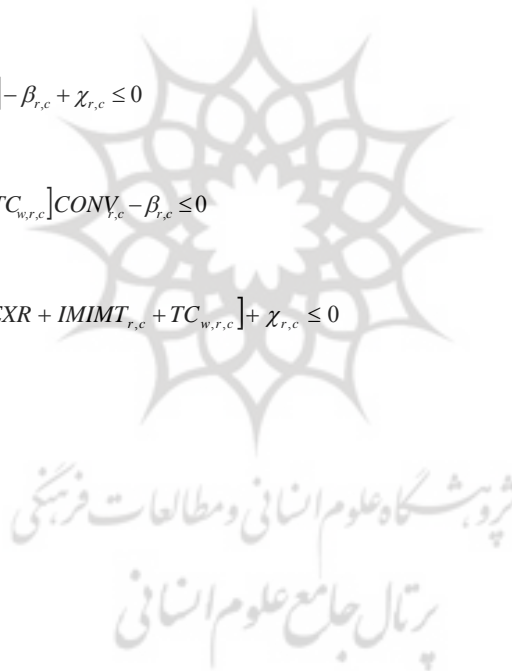 ]−β_{r,c} + χ_{r,c} ≤ 0
TC_{w,r,c}]CONV_{r,c} − β_{r,c} ≤ 0
EXR + IMIMT_{r,c} + TC_{w,r,c}] + χ_{r,c} ≤ 0
پژوهشگاه علوم انسانی و مطالعات فرهنگی
پرتال جامع علوم انسانی